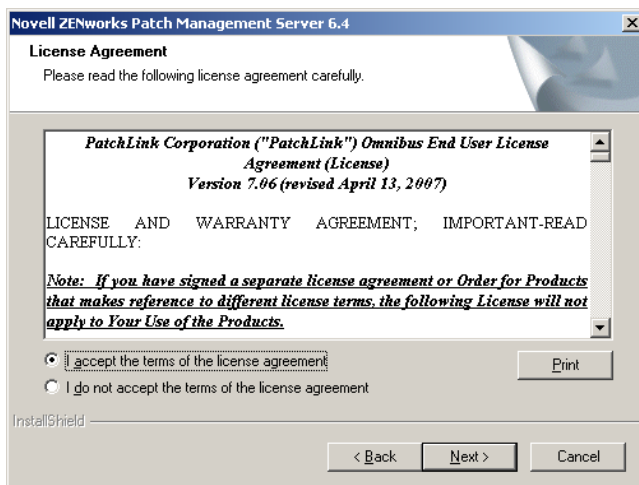 Novell ZENworks Patch Management Server 6.4
License Agreement
Please read the following license agreement carefully.
PatchLink Corporation ("PatchLink") Omnibus End User License
Agreement (License)
Version 7.06 (revised April 13, 2007)
LICENSE AND WARRANTY AGREEMENT; IMPORTANT-READ
CAREFULLY:
Note: If you have signed a separate license agreement or Order for Products
that makes reference to different license terms, the following License will not
apply to Your Use of the Products.
I accept the terms of the license agreement
Print
I do not accept the terms of the license agreement
InstallShield
< Back Next > Cancel